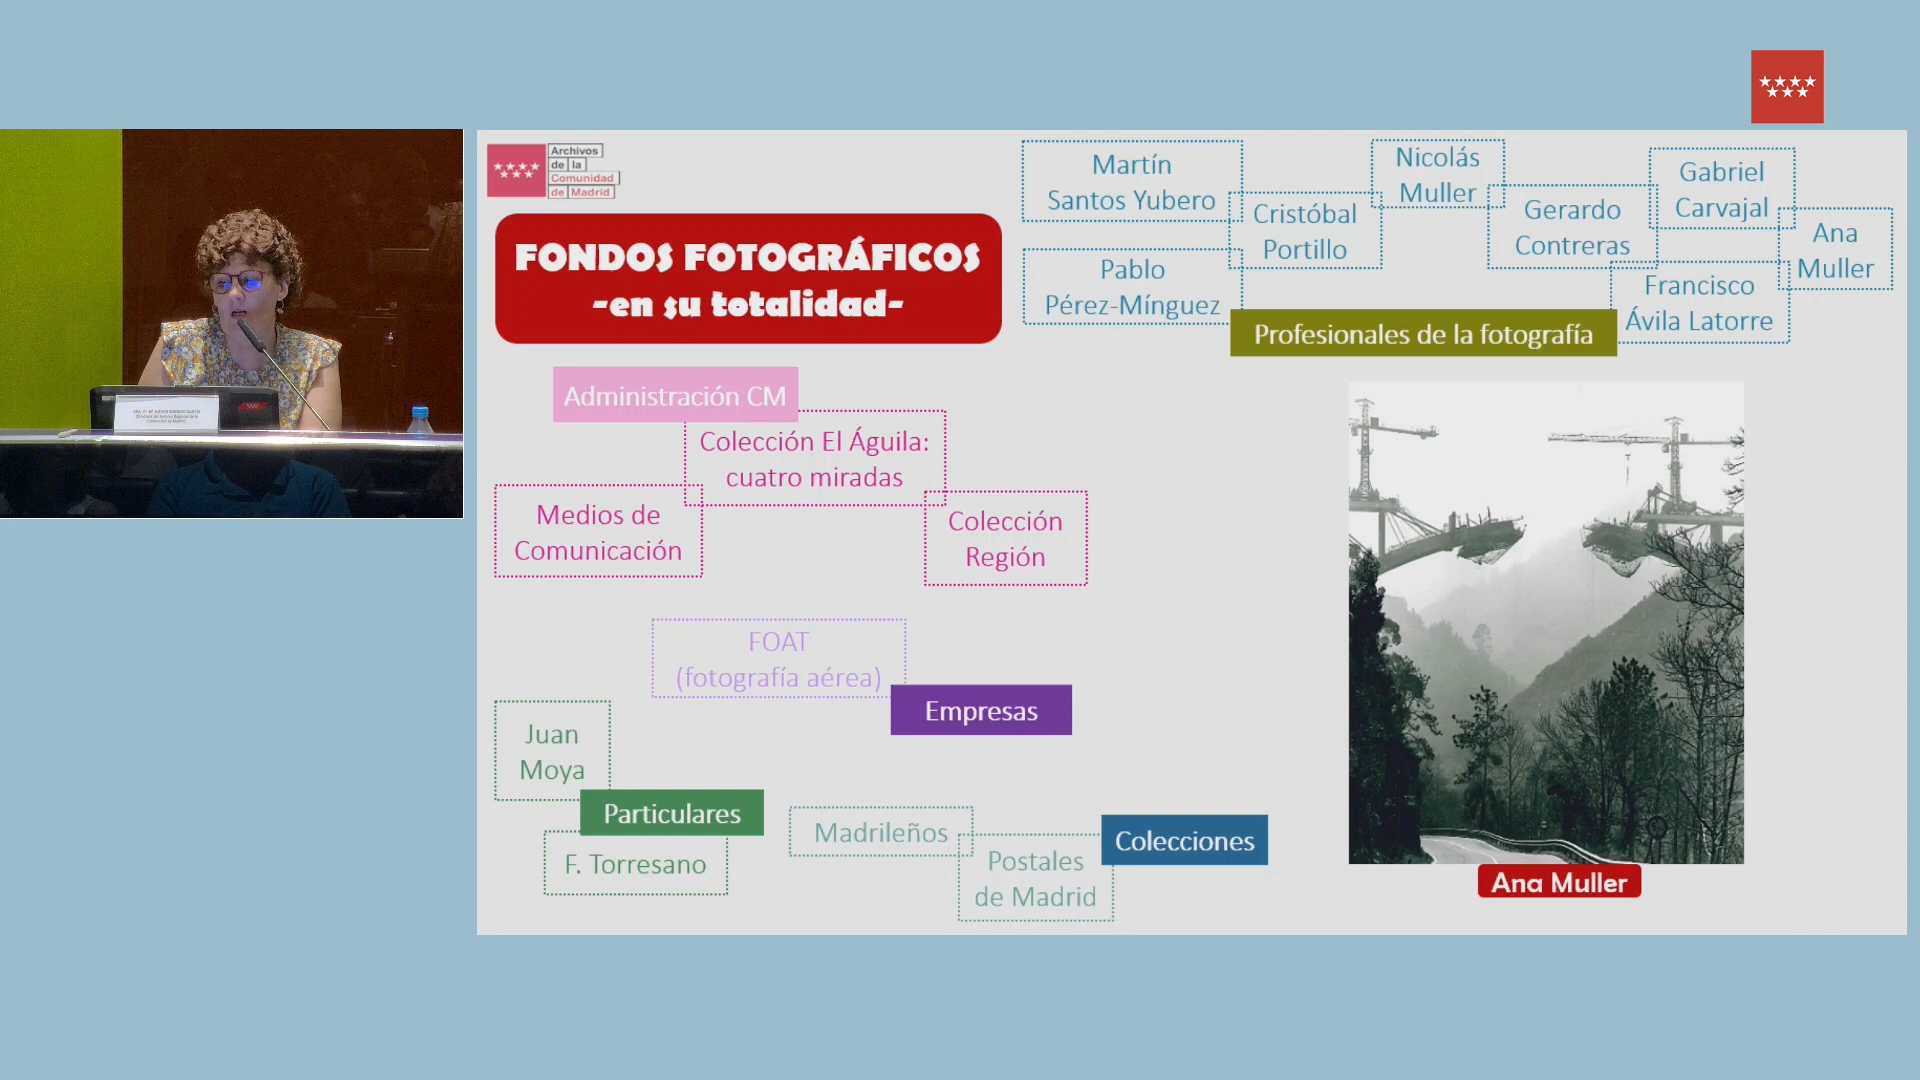 Archivos
de la
Comunidad
de Madrid
FONDOS FOTOGRÁFICOS
-en su totalidad-
Martín
Santos Yubero
Cristóbal
Portillo
Nicolás
Muller
Gerardo
Contreras
Gabriel
Carvajal
Ana
Muller
Pablo
Pérez-Mínguez
Francisco
Ávila Latorre
Profesionales de la fotografía
Administración CM
Colección El Águila:
cuatro miradas
Medios de
Comunicación
Colección
Región
FOAT
(fotografía aérea)
Empresas
Juan
Moya
Particulares
F. Torresano
Madrileños
Postales
de Madrid
Colecciones
Ana Muller